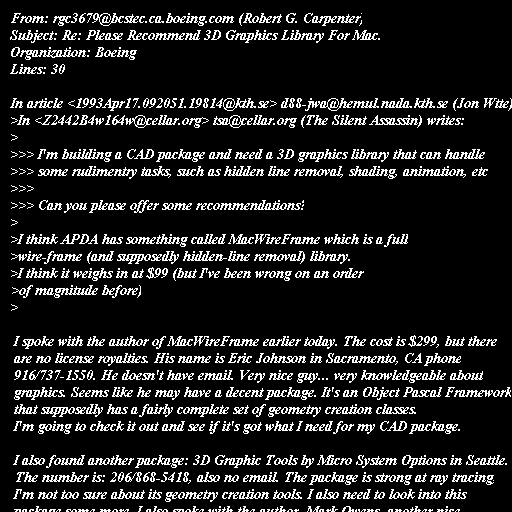 From: rgc3679@bcstec.ca.boeing.com (Robert G. Carpenter)
Subject: Re: Please Recommend 3D Graphics Library For Mac.
Organization: Boeing
Lines: 30

In article <1993Apr17.092051.19814@kth.se> d88-jwa@hemul.nada.kth.se (Jon Wtte)
>In <Z2442B4w164w@cellar.org> tsa@cellar.org (The Silent Assassin) writes:
>
>>> I'm building a CAD package and need a 3D graphics library that can handle
>>> some rudimentry tasks, such as hidden line removal, shading, animation, etc
>>>
>>> Can you please offer some recommendations?
>
>I think APDA has something called MacWireFrame which is a full
>wire-frame (and supposedly hidden-line removal) library.
>I think it weighs in at $99 (but I've been wrong on an order
>of magnitude before)
>

I spoke with the author of MacWireFrame earlier today. The cost is $299, but there
are no license royalties. His name is Eric Johnson in Sacramento, CA phone
916/737-1550. He doesn't have email. Very nice guy... very knowledgeable about
graphics. Seems like he may have a decent package. It's an Object Pascal Framework
that supposedly has a fairly complete set of geometry creation classes.
I'm going to check it out and see if it's got what I need for my CAD package.

I also found another package: 3D Graphic Tools by Micro System Options in Seattle.
The number is: 206/868-5418, also no email. The package is strong at ray tracing
I'm not too sure about its geometry creation tools. I also need to look into this
package some more. I also spoke with the author, Mark Owens, another nice